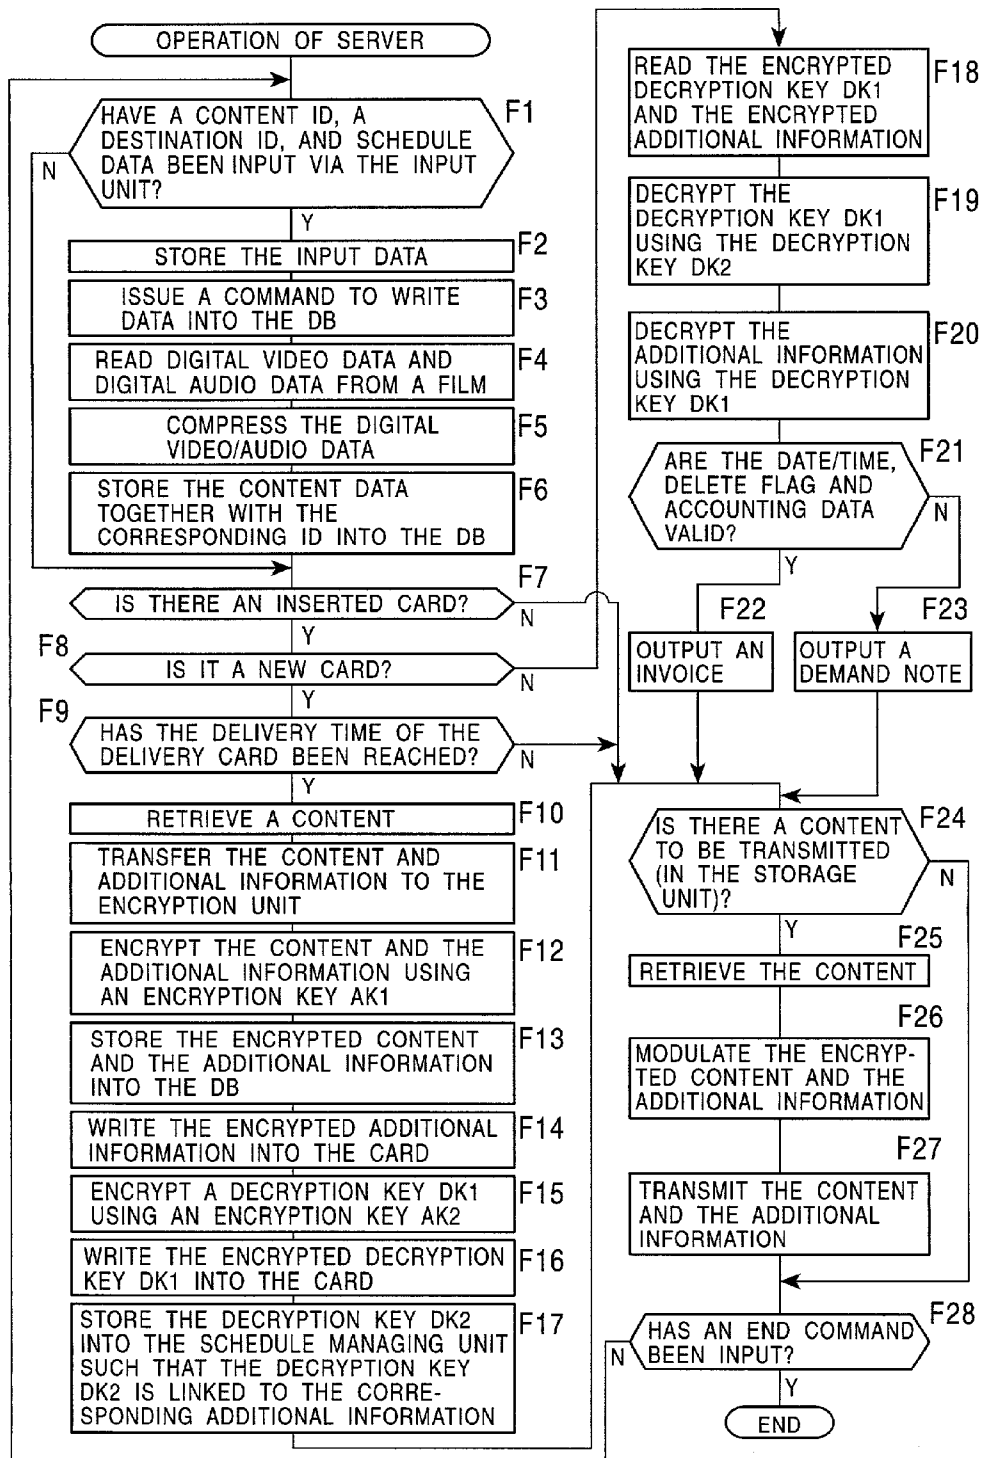 OPERATION OF SERVER
HAVE A CONTENT ID, A
DESTINATION ID, AND SCHEDULE
DATA BEEN INPUT VIA THE INPUT
UNIT?
F1
N
Y
F2
STORE THE INPUT DATA
F3
ISSUE A COMMAND TO WRITE
DATA INTO THE DB
F4
READ DIGITAL VIDEO DATA AND
DIGITAL AUDIO DATA FROM A FILM
F5
COMPRESS THE DIGITAL
VIDEO/AUDIO DATA
F6
STORE THE CONTENT DATA
TOGETHER WITH THE
CORRESPONDING ID INTO THE DB
F7
IS THERE AN INSERTED CARD?
N
Y
F8
IS IT A NEW CARD?
N
Y
F9
HAS THE DELIVERY TIME OF THE
DELIVERY CARD BEEN REACHED?
N
Y
RETRIEVE A CONTENT
F10
TRANSFER THE CONTENT AND
ADDITIONAL INFORMATION TO THE
ENCRYPTION UNIT
F11
ENCRYPT THE CONTENT AND THE
ADDITIONAL INFORMATION USING
AN ENCRYPTION KEY AK1
F12
STORE THE ENCRYPTED CONTENT
AND THE ADDITIONAL INFORMATION
INTO THE DB
F13
WRITE THE ENCRYPTED ADDITIONAL
INFORMATION INTO THE CARD
F14
ENCRYPT A DECRYPTION KEY DK1
USING AN ENCRYPTION KEY AK2
F15
WRITE THE ENCRYPTED DECRYPTION
KEY DK1 INTO THE CARD
F16
STORE THE DECRYPTION KEY DK2
INTO THE SCHEDULE MANAGING UNIT
SUCH THAT THE DECRYPTION KEY
DK2 IS LINKED TO THE CORRE-
SPONDING ADDITIONAL INFORMATION
F17
READ THE ENCRYPTED
DECRYPTION KEY DK1
AND THE ENCRYPTED
ADDITIONAL INFORMATION
F18
DECRYPT THE
DECRYPTION KEY DK1
USING THE DECRYPTION
KEY DK2
F19
DECRYPT THE
ADDITIONAL INFORMATION
USING THE DECRYPTION
KEY DK1
F20
ARE THE DATE/TIME,
DELETE FLAG AND
ACCOUNTING DATA
VALID?
F21
N
Y
F22
OUTPUT AN
INVOICE
F23
OUTPUT A
DEMAND NOTE
IS THERE A CONTENT
TO BE TRANSMITTED
(IN THE STORAGE
UNIT)?
F24
N
Y
F25
RETRIEVE THE CONTENT
F26
MODULATE THE ENCRYP-
TED CONTENT AND THE
ADDITIONAL INFORMATION
F27
TRANSMIT THE CONTENT
AND THE ADDITIONAL
INFORMATION
F28
HAS AN END COMMAND
BEEN INPUT?
N
Y
END